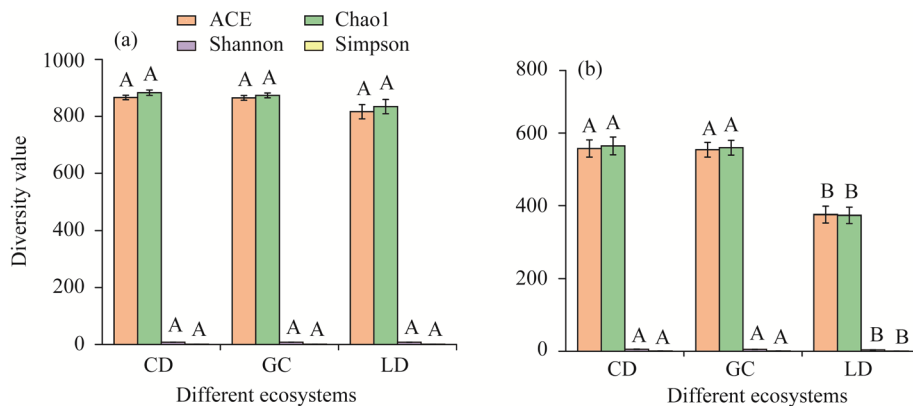 ACE Chao1
Shannon Simpson
(a)
1000
800
600
400
200
0
Diversity value
A A A A A A
A A A A A A
CD GC LD
Different ecosystems
(b)
800
600
400
200
0
A A A A B B
A A A A B B
CD GC LD
Different ecosystems